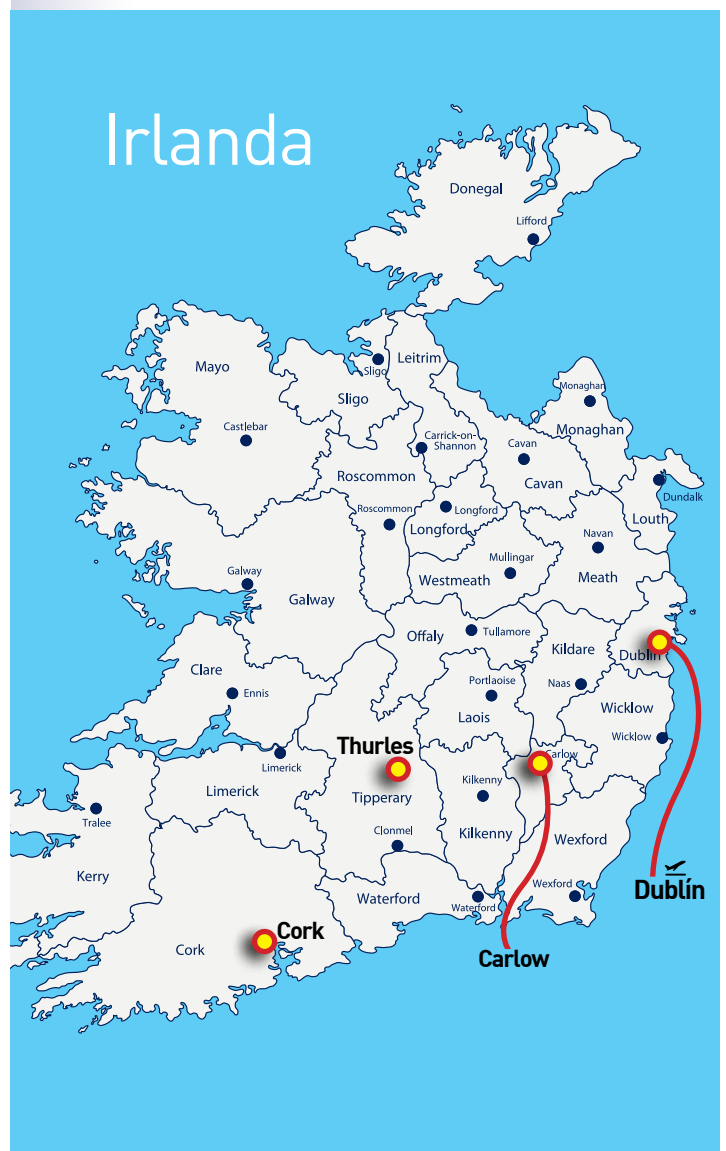 Irlanda
Donegal
Lifford
Leitrim
Mayo
Sligo
Sligo
Monaghan
Castlebar
Carrick-on-
Shannon
Cavan
Monaghan
Roscommon
Cavan
Dundalk
Roscommon
Longford
Longford
Louth
Navan
Mullingar
Galway
Westmeath
Meath
Galway
Offaly
Tullamore
Kildare
Dublin
Clare
Portlaoise
Naas
Ennis
Laois
Wicklow
Wicklow
Thurles
Carlow
Limerick
Limerick
Tipperary
Kilkenny
Tralee
Clonmel
Kilkenny
Wexford
Kerry
Waterford
Waterford
Wexford
Dublín
Cork
Cork
Carlow